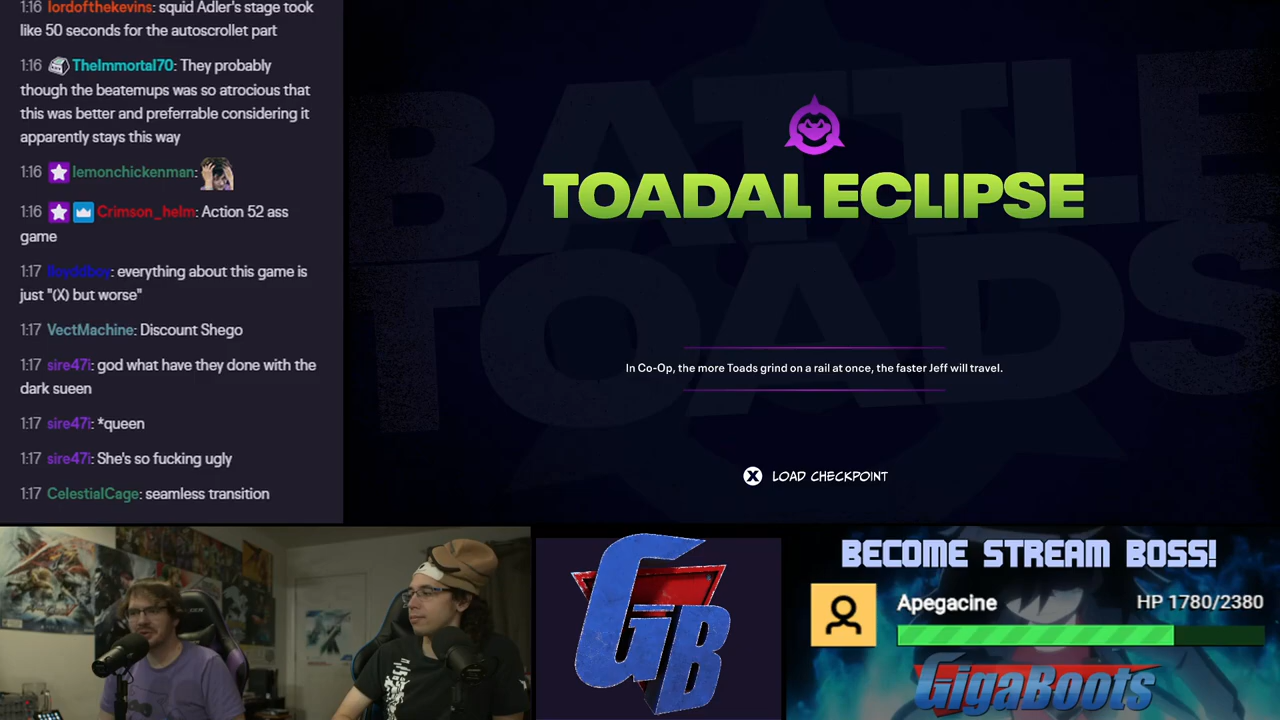 1:16 lordofthekevins: squid Adler's stage took
like 50 seconds for the autoscrollet part
1:16 TheImmortal70: They probably
though the beatemups was so atrocious that
this was better and preferrable considering it
apparently stays this way
1:16 lemonchickenman:
1:16 Crimson_helm: Action 52 ass
game
1:17 : everything about this game is
just "(X) but worse"
1:17 VectMachine: Discount Shego
1:17 sire47i: god what have they done with the
dark sueen
1:17 sire47i: *queen
1:17 sire47i: She's so fucking ugly
1:17 CelestialCage: seamless transition
BATTLE
TOADS
TOADAL ECLIPSE
In Co-Op, the more Toads grind on a rail at once, the faster Jeff will travel.
X LOAD CHECKPOINT
GB
BECOME STREAM BOSS!
Apegacine HP 1780/2380
GigaBoots